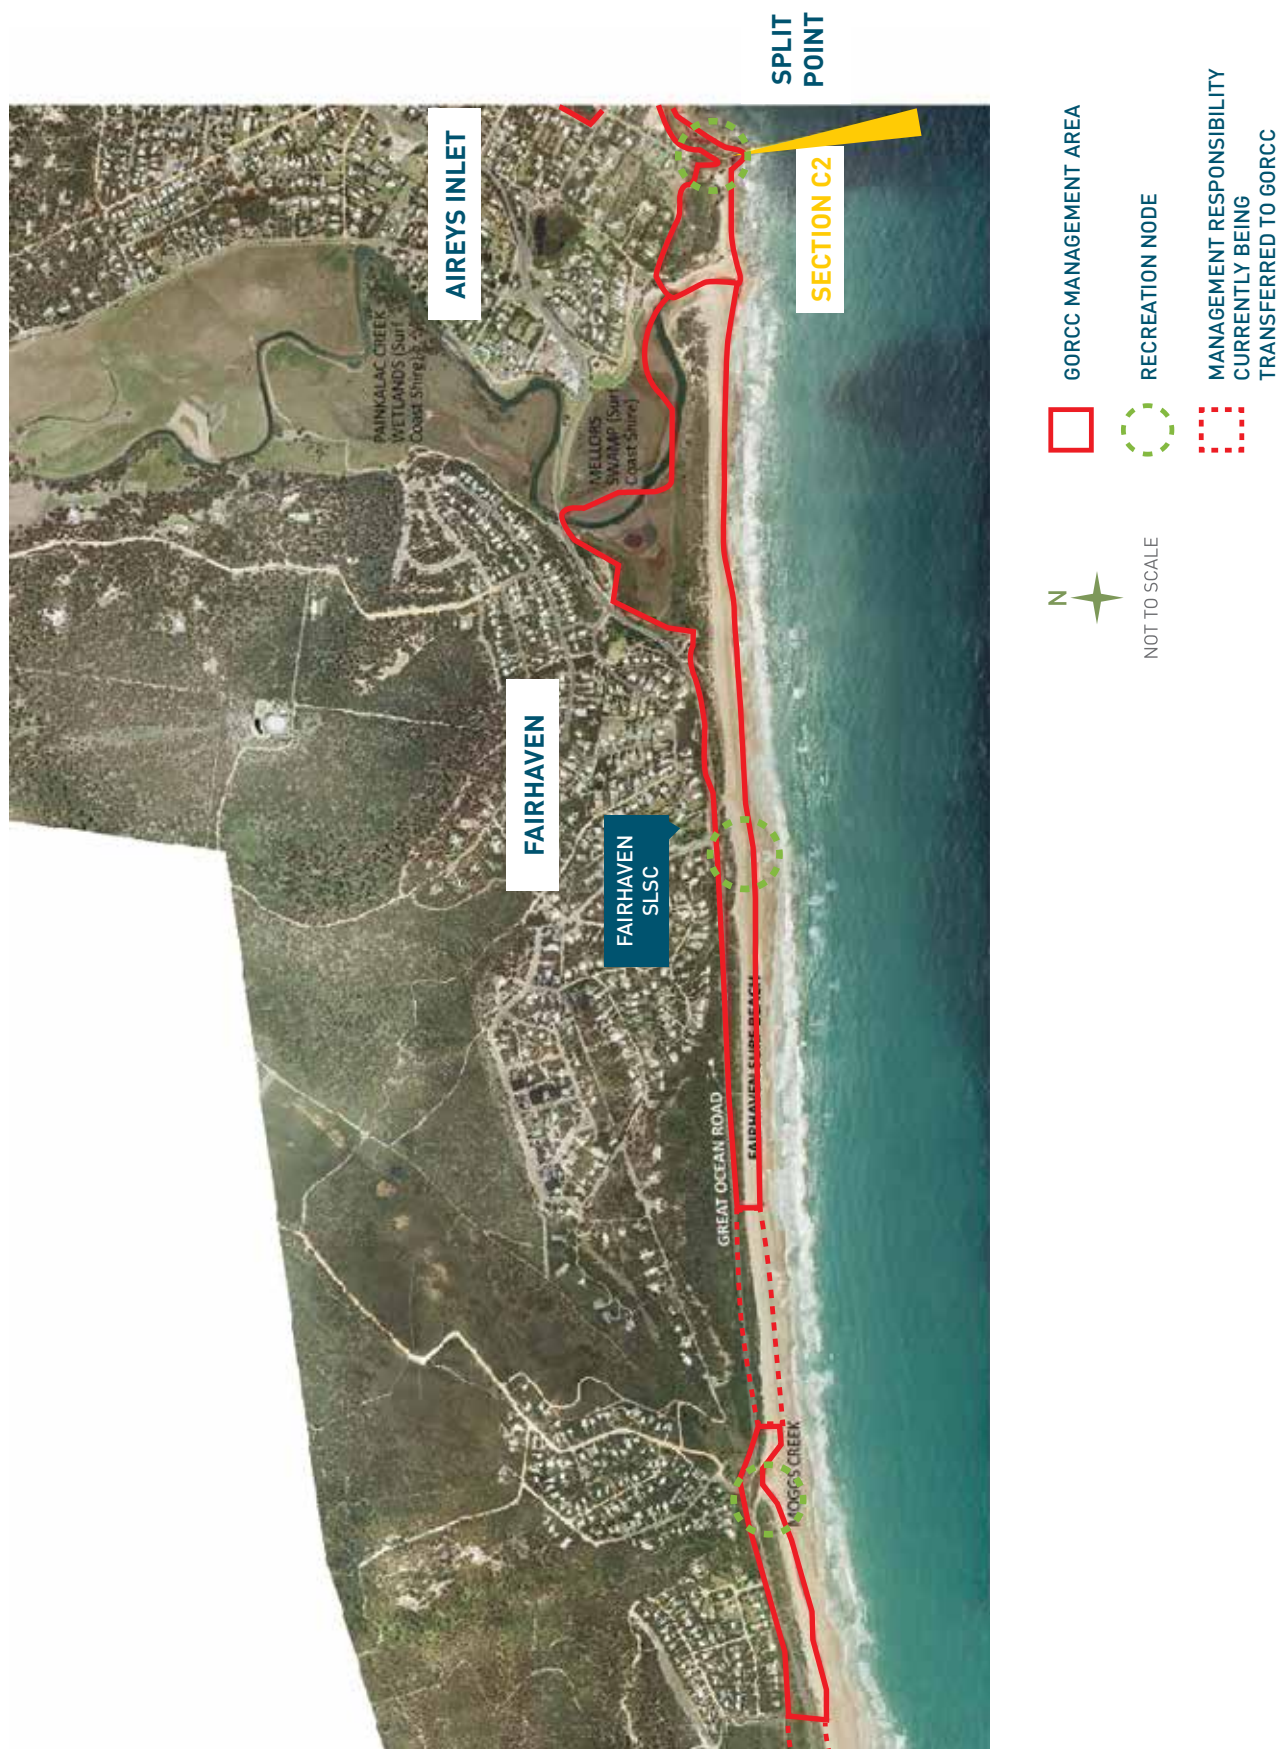 SPLIT
POINT
AIREYS INLET
SECTION C2
PAINKALAC CREEK
WETLANDS (Surf
Coast Shire)
MELLORS
SWAMP (Surf
Coast Shire)
FAIRHAVEN
FAIRHAVEN
SLSC
GREAT OCEAN ROAD
FAIRHAVEN SURF BEACH
MOGGS CREEK
GORCC MANAGEMENT AREA
RECREATION NODE
MANAGEMENT RESPONSIBILITY
CURRENTLY BEING
TRANSFERRED TO GORCC
N
NOT TO SCALE